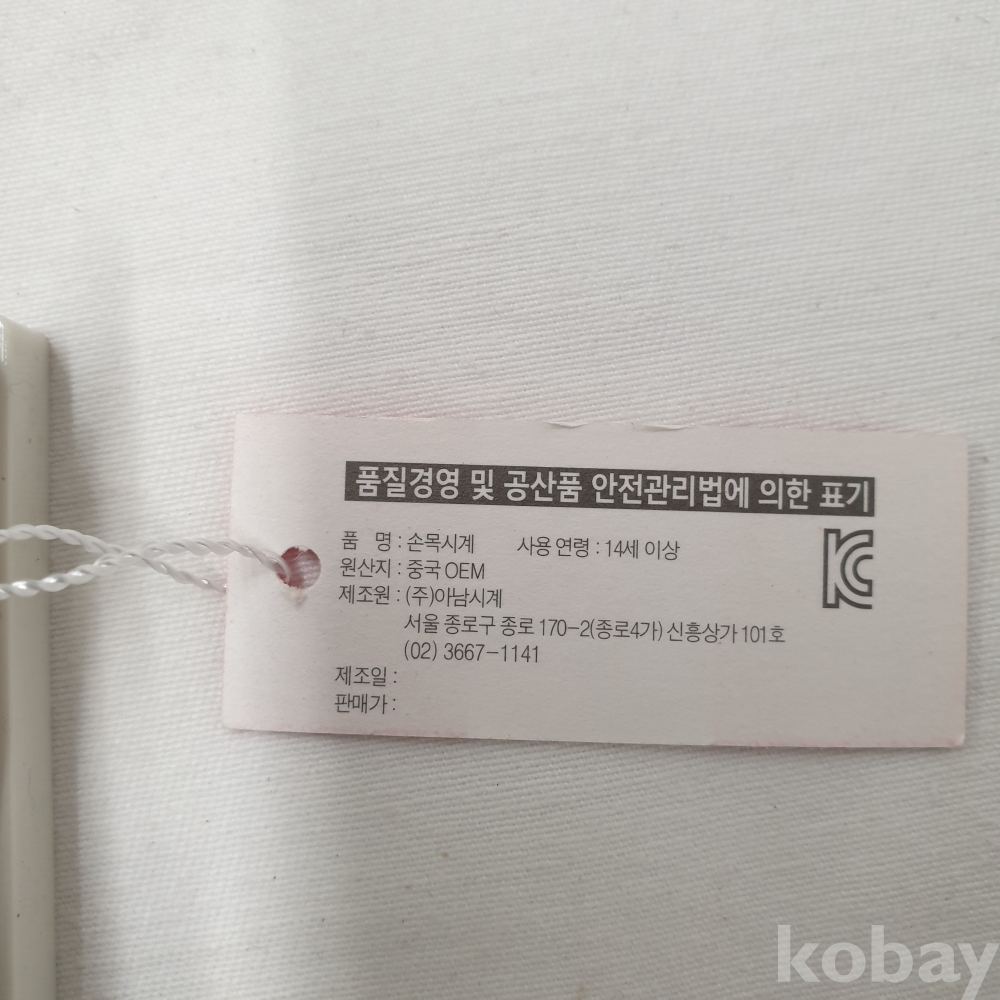 품질경영 및 공산품 안전관리법에 의한 표기
품 명 : 손목시계 사용 연령 : 14세 이상
원산지 : 중국 OEM
제조원 : (주)아남시계
서울 종로구 종로 170-2(종로4가) 신흥상가 101호
(02) 3667-1141
제조일 :
판매가 :
KC
kobay